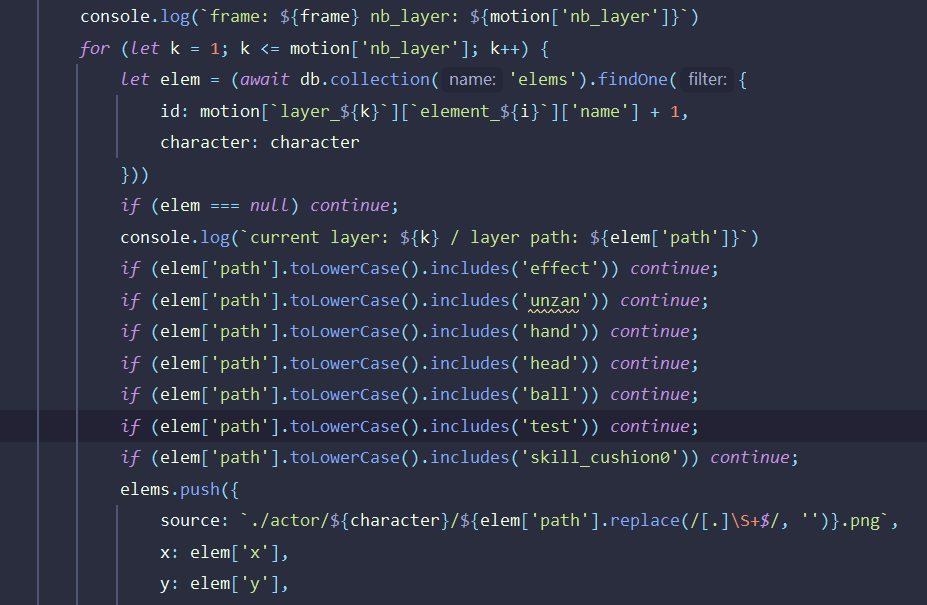 console.log(`frame: ${frame} nb_layer: ${motion['nb_layer']}`)
for (let k = 1; k <= motion['nb_layer']; k++) {
let elem = (await db.collection( name: 'elems').findOne( filter: {
id: motion[`layer_${k}`][`element_${i}`]['name'] + 1,
character: character
}))
if (elem === null) continue;
console.log(`current layer: ${k} / layer path: ${elem['path']}`)
if (elem['path'].toLowerCase().includes('effect')) continue;
if (elem['path'].toLowerCase().includes('unzan')) continue;
if (elem['path'].toLowerCase().includes('hand')) continue;
if (elem['path'].toLowerCase().includes('head')) continue;
if (elem['path'].toLowerCase().includes('ball')) continue;
if (elem['path'].toLowerCase().includes('test')) continue;
if (elem['path'].toLowerCase().includes('skill_cushion0')) continue;
elems.push({
source: `./actor/${character}/${elem['path'].replace(/[.]\S+$/, '')}.png`,
x: elem['x'],
y: elem['y'],